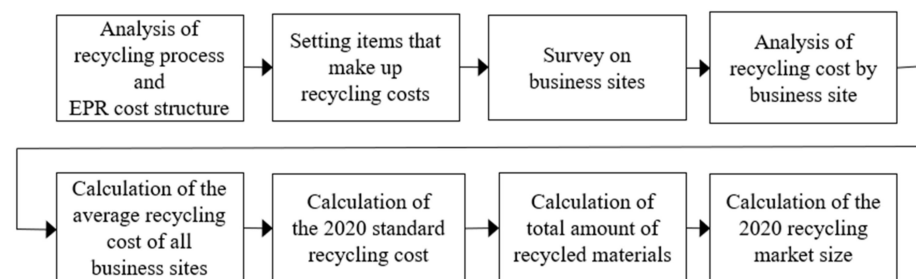 Analysis of
recycling process
and
EPR cost structure
Setting items that
make up
recycling costs
Survey on
business sites
Analysis of
recycling cost by
business site
Calculation of the
average recycling
cost of all
business sites
Calculation of
the 2020 standard
recycling cost
Calculation of
total amount of
recycled materials
Calculation of the
2020 recycling
market size